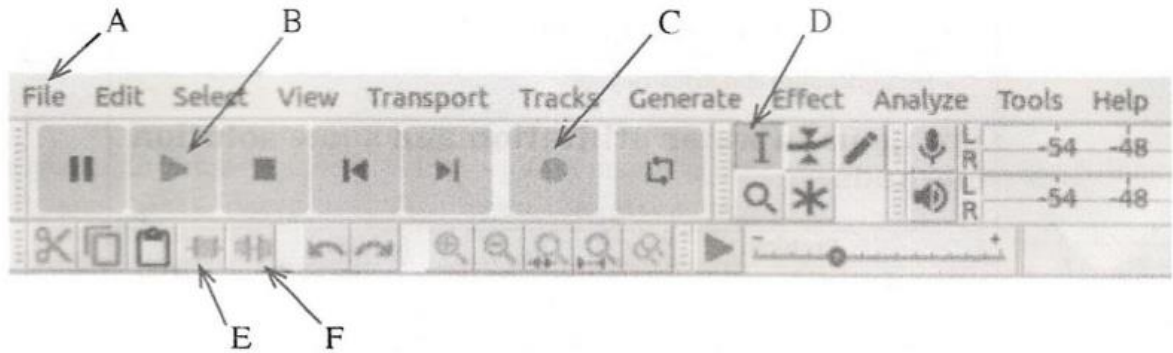 A B C D
File Edit Select View Transport Tracks Generate Effect Analyze Tools Help
L
R -54 -48
L
R -54 -48
- +
E F